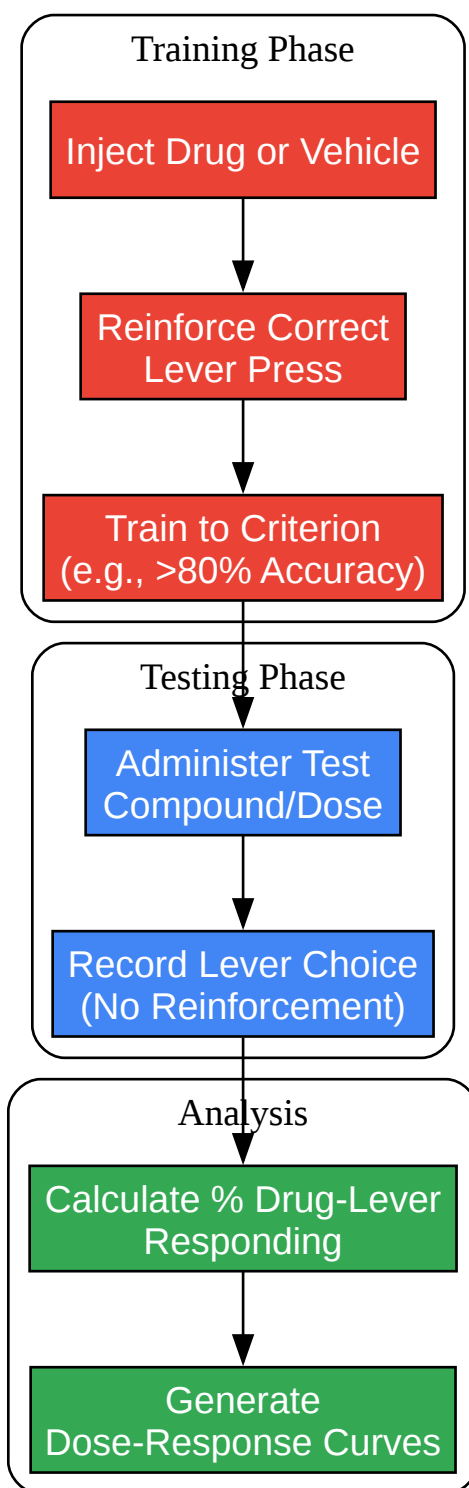 Training Phase
Inject Drug or Vehicle
Reinforce Correct
Lever Press
Train to Criterion
(e.g., >80% Accuracy)
Testing Phase
Administer Test
Compound/Dose
Record Lever Choice
(No Reinforcement)
Analysis
Calculate % Drug-Lever
Responding
Generate
Dose-Response Curves